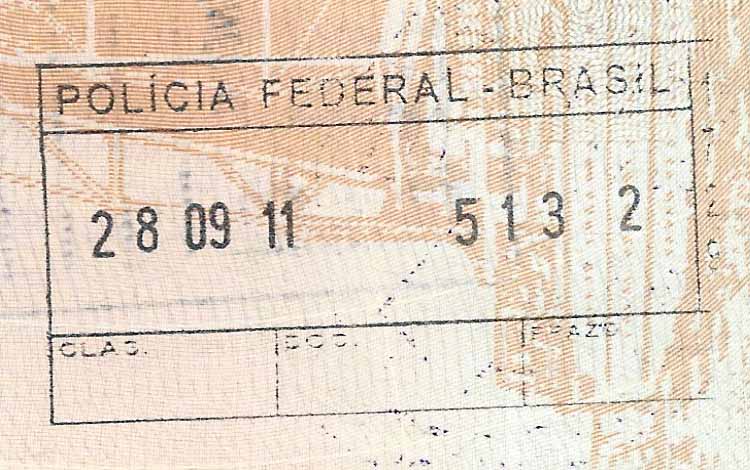 POLÍCIA FEDERAL - BRASIL
28 09 11 513 2
CLAS. DOC. PRAZO